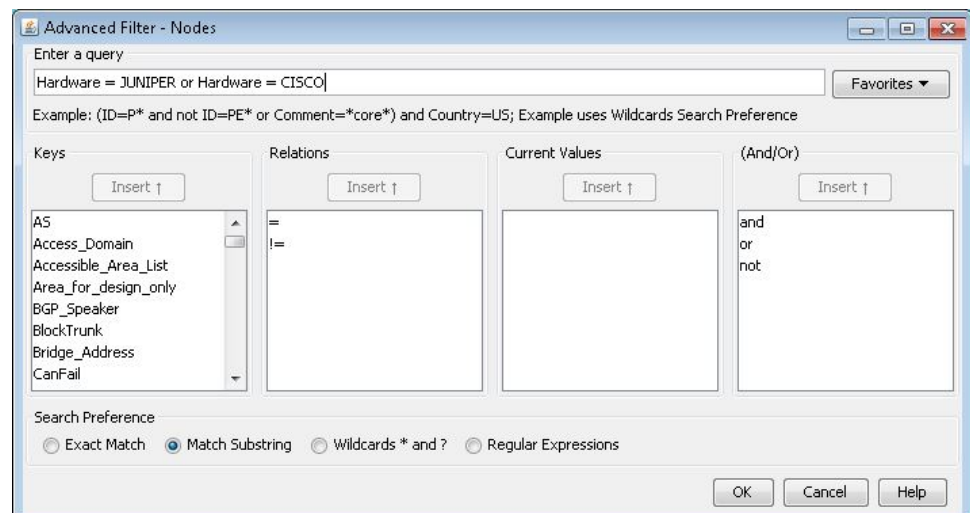 Advanced Filter - Nodes
Enter a query
Hardware = JUNIPER or Hardware = CISCO
Favorites
Example: (ID=P* and not ID=PE* or Comment=*core*) and Country=US; Example uses Wildcards Search Preference
Keys
Relations
Current Values
(And/Or)
Insert ↑
Insert ↑
Insert ↑
Insert ↑
AS
Access_Domain
Accessible_Area_List
Area_for_design_only
BGP_Speaker
BlockTrunk
Bridge_Address
CanFail
=
!=
and
or
not
Search Preference
Exact Match
Match Substring
Wildcards * and ?
Regular Expressions
OK
Cancel
Help